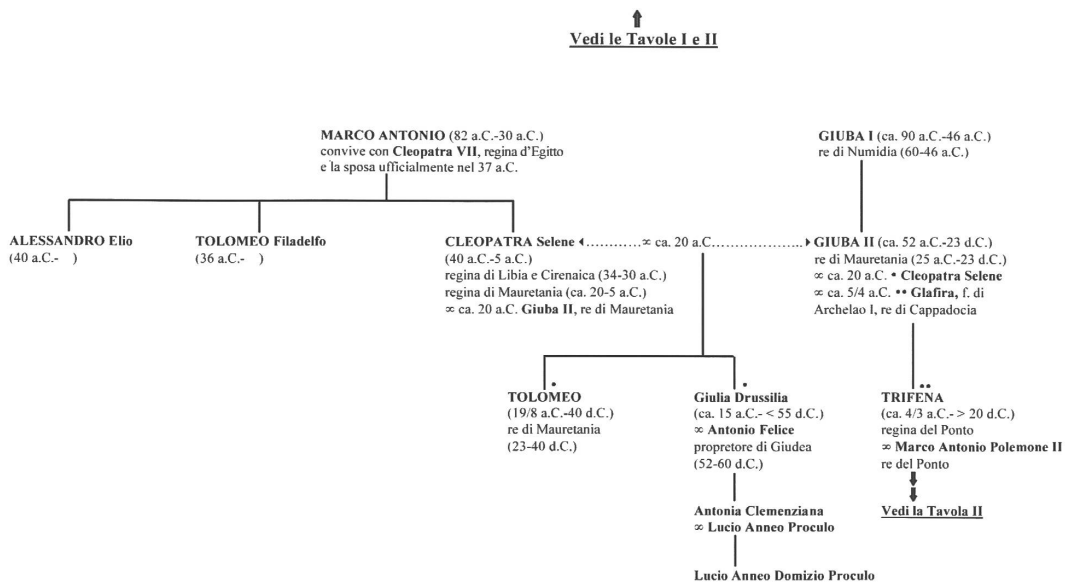 Vedi le Tavole I e II
MARCO ANTONIO (82 a.C.-30 a.C.)
convive con Cleopatra VII, regina d'Egitto
e la sposa ufficialmente nel 37 a.C.
GIUBA I (ca. 90 a.C.-46 a.C.)
re di Numidia (60-46 a.C.)
ALESSANDRO Elio
(40 a.C.- )
TOLOMEO Filadelfo
(36 a.C.- )
CLEOPATRA Selene
(40 a.C.-5 a.C.)
regina di Libia e Cirenaica (34-30 a.C.)
regina di Mauretania (ca. 20-5 a.C.)
∞ ca. 20 a.C. Giuba II, re di Mauretania
∞ ca. 20 a.C.
GIUBA II (ca. 52 a.C.-23 d.C.)
re di Mauretania (25 a.C.-23 d.C.)
∞ ca. 20 a.C. • Cleopatra Selene
∞ ca. 5/4 a.C. •• Glafira, f. di
Archelao I, re di Cappadocia
•
TOLOMEO
(19/8 a.C.-40 d.C.)
re di Mauretania
(23-40 d.C.)
•
Giulia Drussilia
(ca. 15 a.C.- < 55 d.C.)
∞ Antonio Felice
propretore di Giudea
(52-60 d.C.)
••
TRIFENA
(ca. 4/3 a.C.- > 20 d.C.)
regina del Ponto
∞ Marco Antonio Polemone II
re del Ponto
Vedi la Tavola II
Antonia Clemenziana
∞ Lucio Anneo Proculo
Lucio Anneo Domizio Proculo